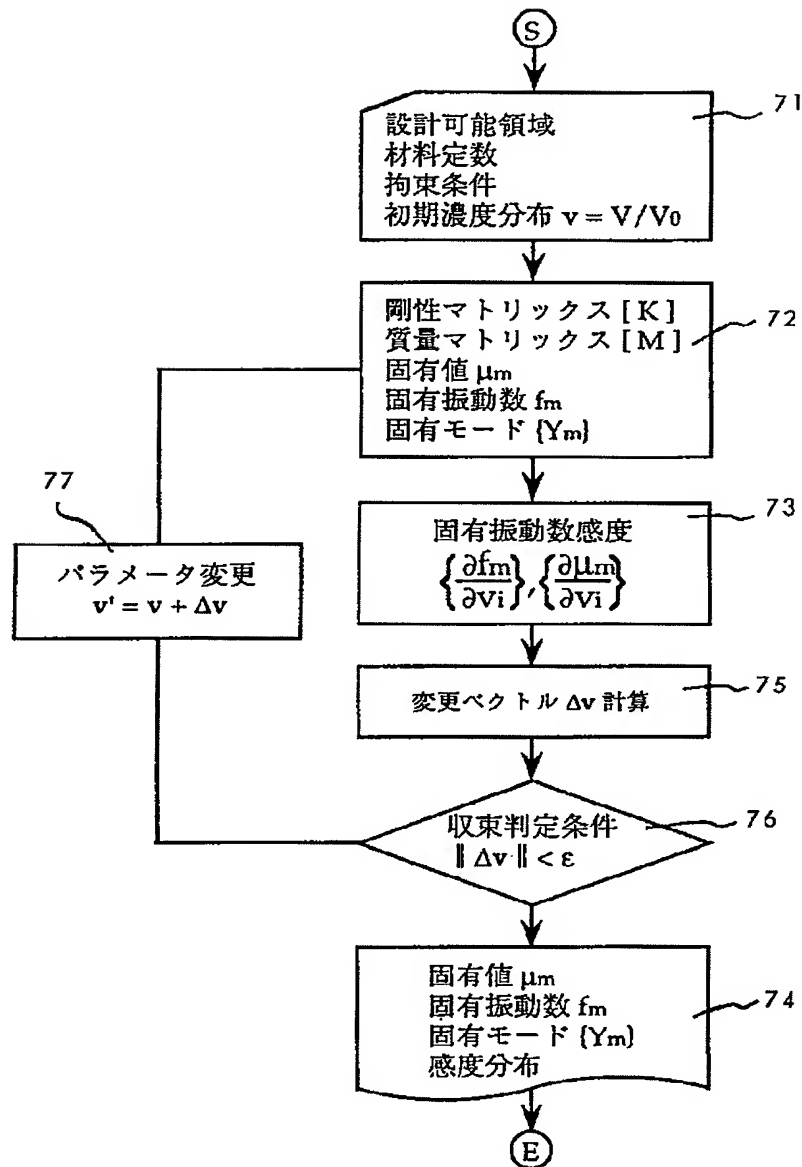 S
71
設計可能領域
材料定数
拘束条件
初期濃度分布 v = V/V₀
72
剛性マトリックス [ K ]
質量マトリックス [ M ]
固有値 μm
固有振動数 fm
固有モード {Ym}
73
固有振動数感度
{∂fm/∂vi}, {∂μm/∂vi}
77
パラメータ変更
v' = v + Δv
75
変更ベクトル Δv 計算
76
収束判定条件
‖ Δv ‖ < ε
74
固有値 μm
固有振動数 fm
固有モード {Ym}
感度分布
E